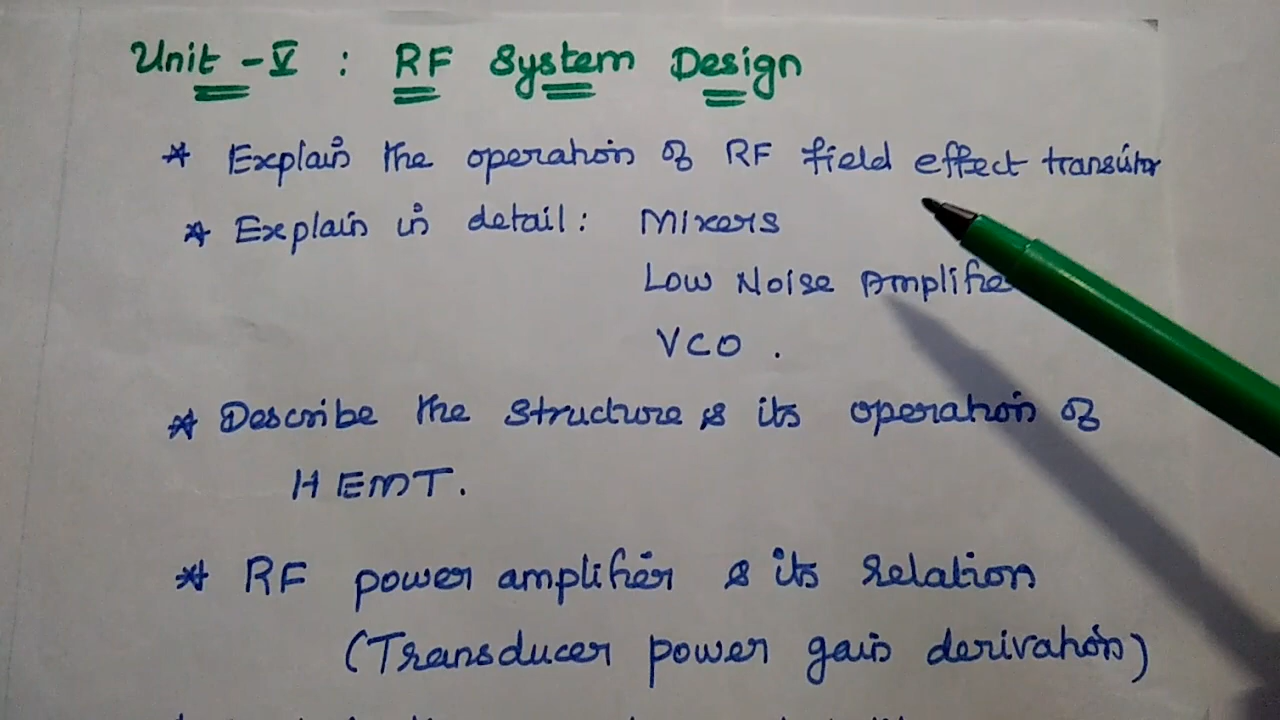 Unit - V : RF System Design
* Explain the operation of RF field effect transistor
* Explain in detail: Mixers
Low Noise Amplifie
VCO .
* Describe the structure & its operation of
HEMT.
* RF power amplifier & its relation
(Transducer power gain derivation)